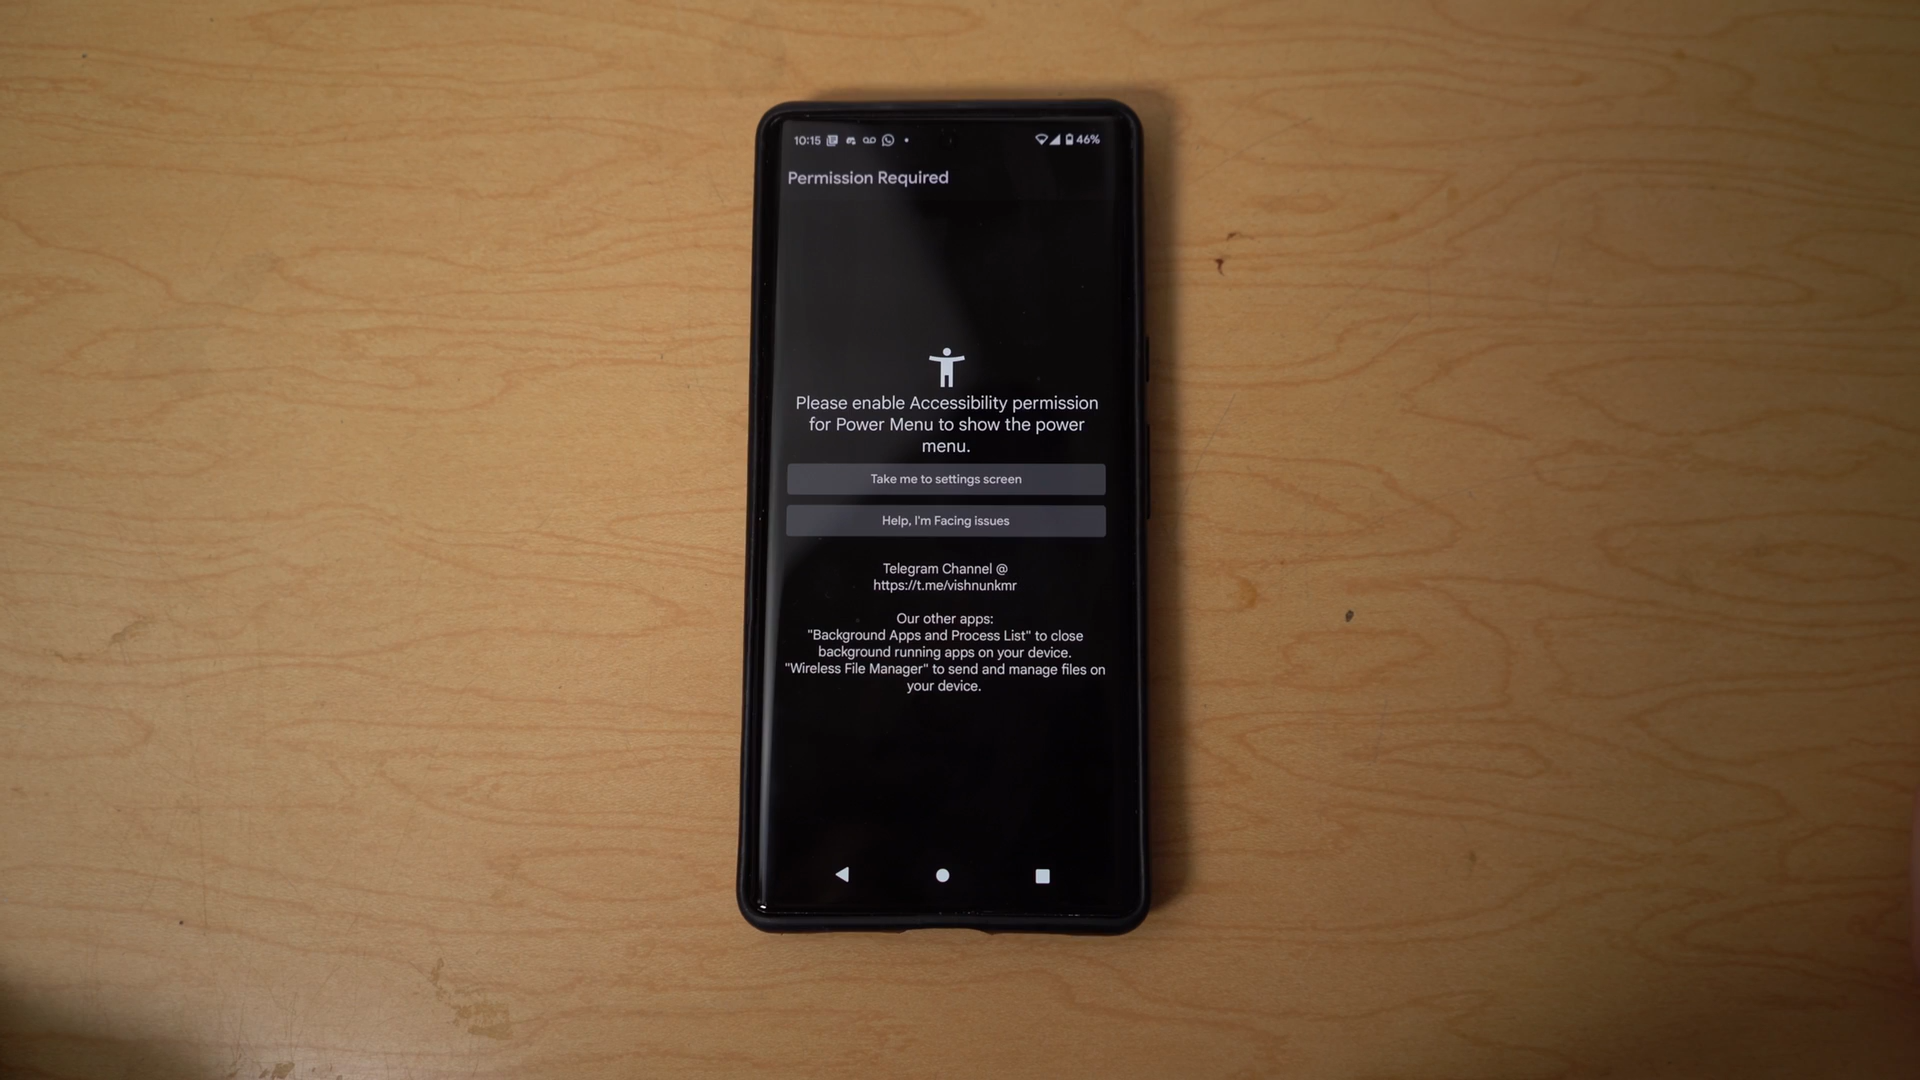 10:15 46%
Permission Required
Please enable Accessibility permission
for Power Menu to show the power
menu.
Take me to settings screen
Help, I'm Facing issues
Telegram Channel @
https://t.me/vishnunkmr
Our other apps:
"Background Apps and Process List" to close
background running apps on your device.
"Wireless File Manager" to send and manage files on
your device.